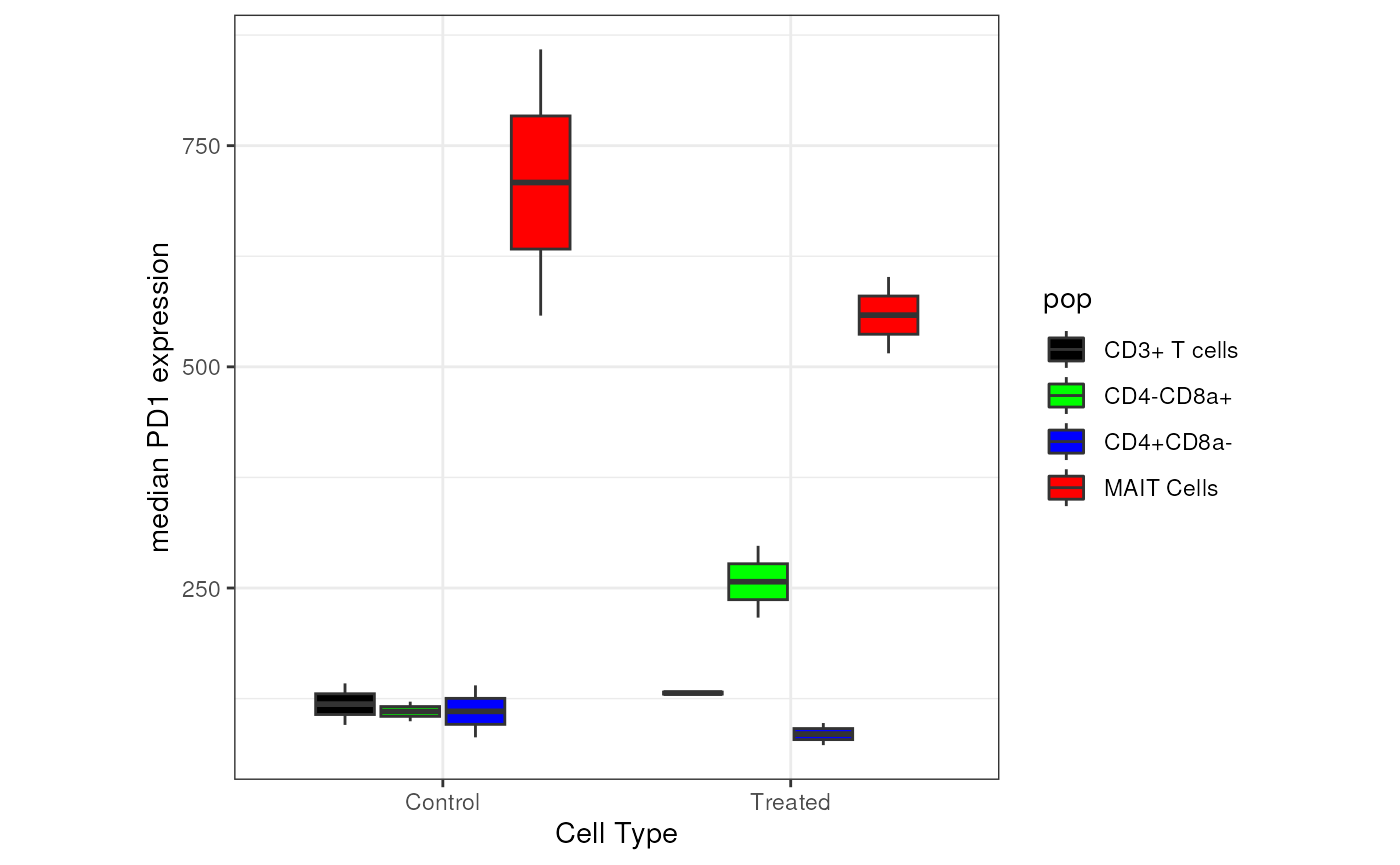 median PD1 expression
750
500
250
Control
Treated
Cell Type
pop
CD3+ T cells
CD4-CD8a+
CD4+CD8a-
MAIT Cells